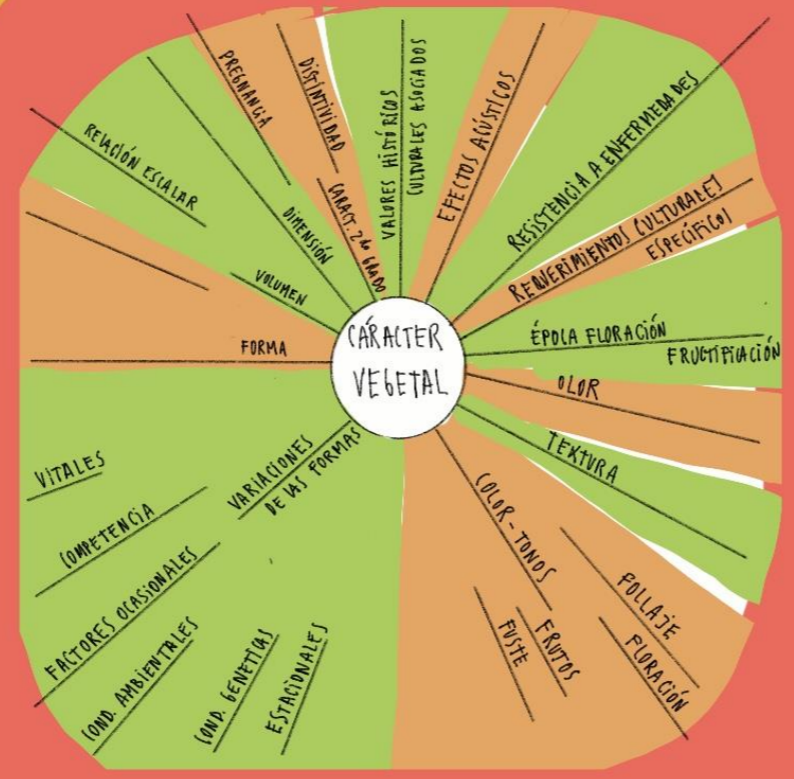 CÁRACTER
VEGETAL
FORMA
VOLUMEN
DIMENSIÓN
RELACIÓN ESCALAR
CARACT. 2do GRADO
PREGNANCIA
DISTINTIVIDAD
VALORES HISTÓRICOS
CULTURALES ASOCIADOS
EFECTOS ACÚSTICOS
RESISTENCIA A ENFERMEDADES
REQUERIMIENTOS CULTURALES
ESPECÍFICOS
ÉPOCA FLORACIÓN
FRUCTIFICACIÓN
OLOR
TEXTURA
COLOR-TONOS
FOLLAJE
FLORACIÓN
FRUTOS
FUSTE
VARIACIONES
DE LAS FORMAS
VITALES
COMPETENCIA
FACTORES OCASIONALES
COND. AMBIENTALES
COND. GENETICAS
ESTACIONALES